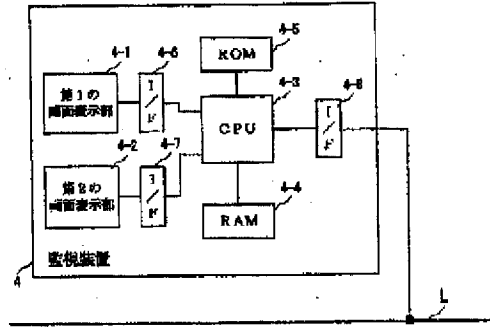 4-1
4-6
ROM
4-5
4-3
4-8
第1の
画面表示部
I/F
CPU
I/F
4-2
4-7
第2の
画面表示部
I/F
RAM
4-4
監視装置
4
L